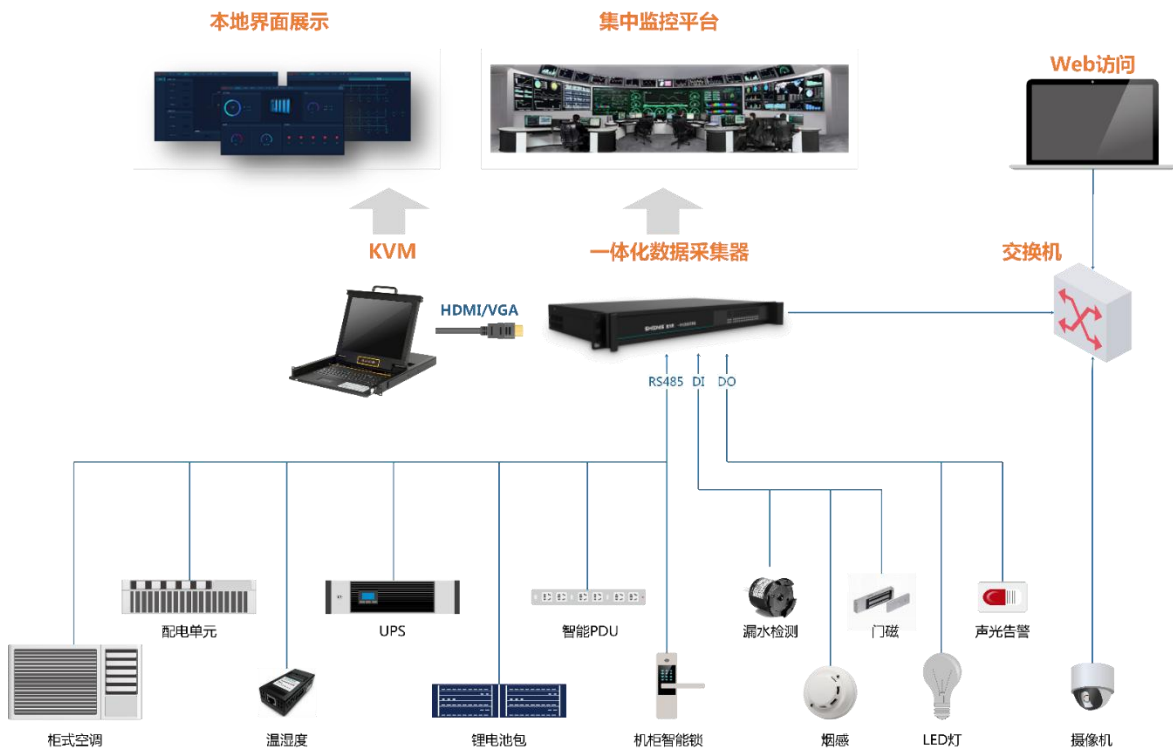 本地界面展示
集中监控平台
Web访问
KVM
一体化数据采集器
交换机
HDMI/VGA
RS485 DI DO
配电单元
UPS
智能PDU
漏水检测
门磁
声光告警
柜式空调
温湿度
锂电池包
机柜智能锁
烟感
LED灯
摄像机